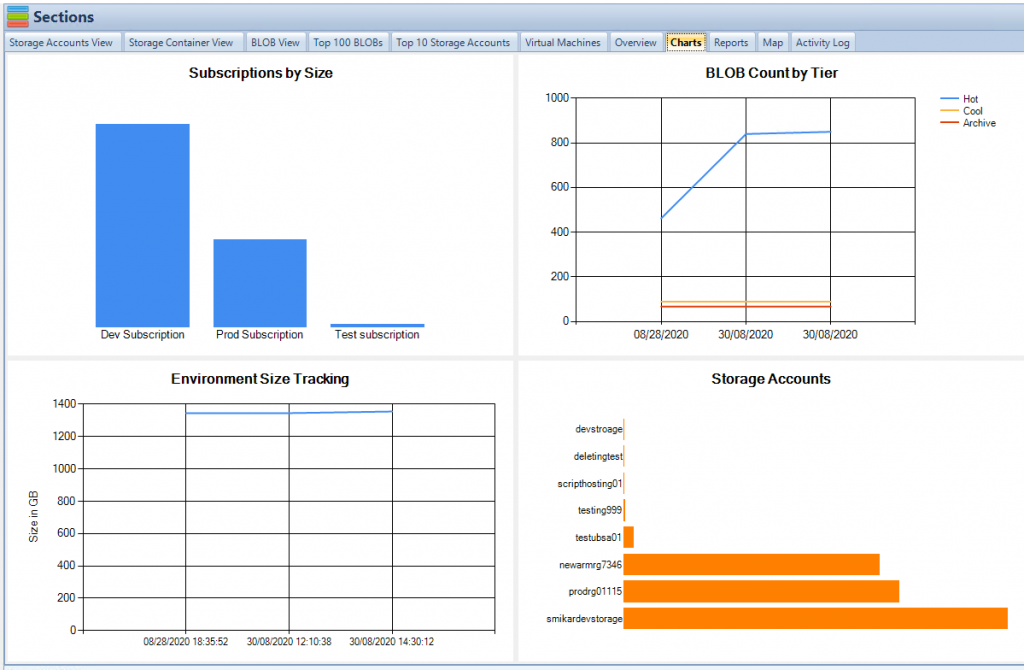 Sections
Storage Accounts View Storage Container View BLOB View Top 100 BLOBs Top 10 Storage Accounts Virtual Machines Overview Charts Reports Map Activity Log
Subscriptions by Size
Dev Subscription Prod Subscription Test subscription
BLOB Count by Tier
1000
800
600
400
200
0
08/28/2020 30/08/2020 30/08/2020
Hot
Cool
Archive
Environment Size Tracking
Size in GB
1400
1200
1000
800
600
400
200
0
08/28/2020 18:35:52 30/08/2020 12:10:38 30/08/2020 14:30:12
Storage Accounts
devstroage
deletingtest
scripthosting01
testing999
testubsa01
newarmrg7346
prodrg01115
smikardevstorage